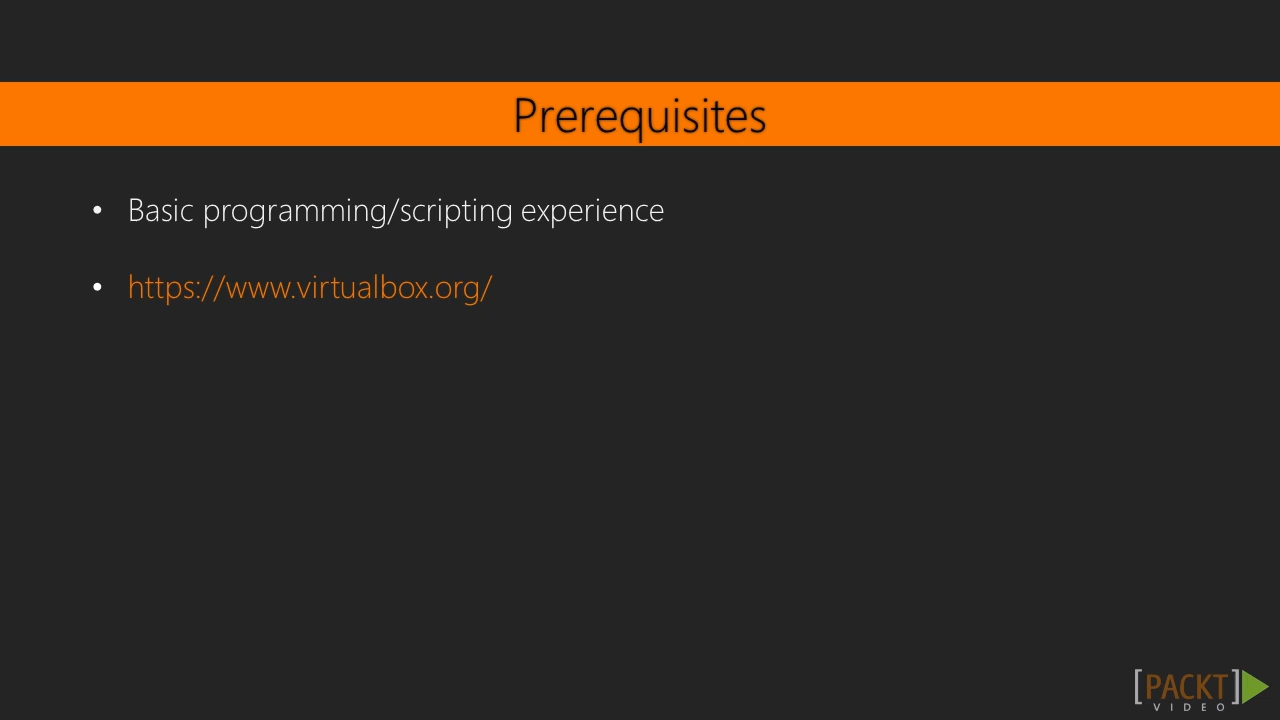 Prerequisites
• Basic programming/scripting experience
• https://www.virtualbox.org/
[PACKT]
VIDEO